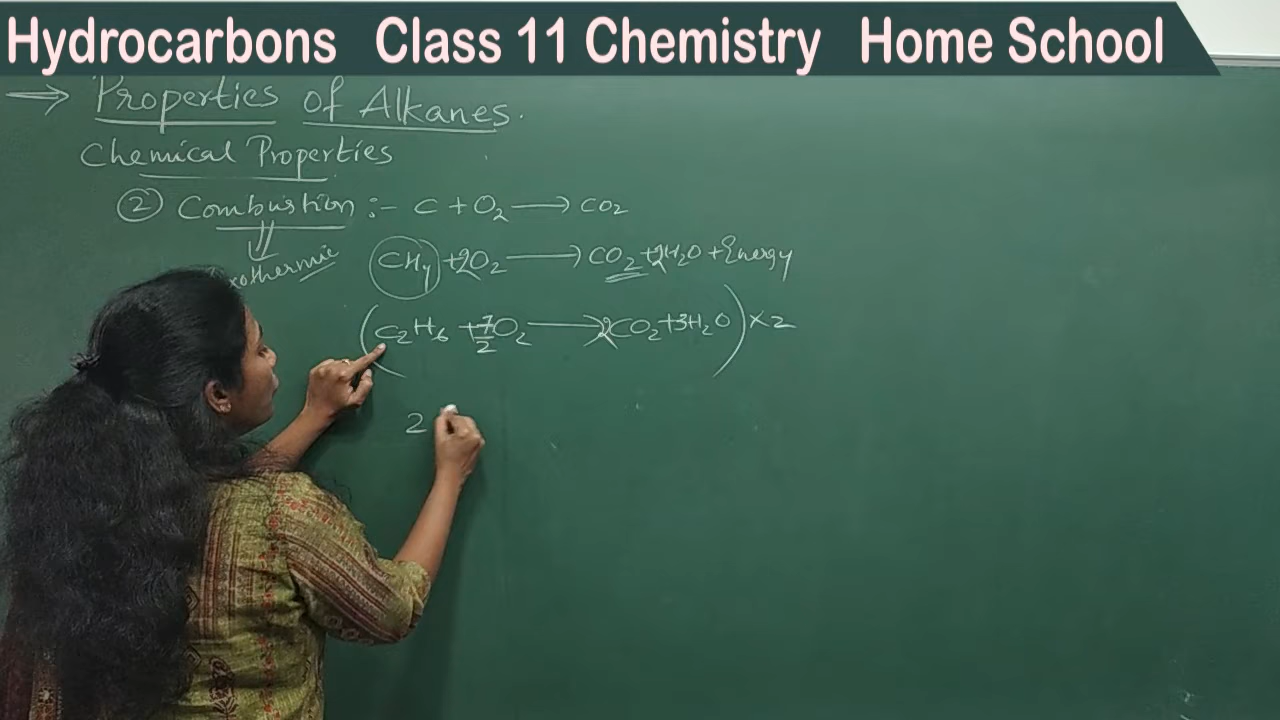 Hydrocarbons Class 11 Chemistry Home School
→ Properties of Alkanes.
Chemical Properties
② Combustion :- C + O₂ → CO₂
Exothermic
CH₄ + 2O₂ → CO₂ + 2H₂O + Energy
(C₂H₆ + 7/2 O₂ → 2CO₂ + 3H₂O) × 2
2